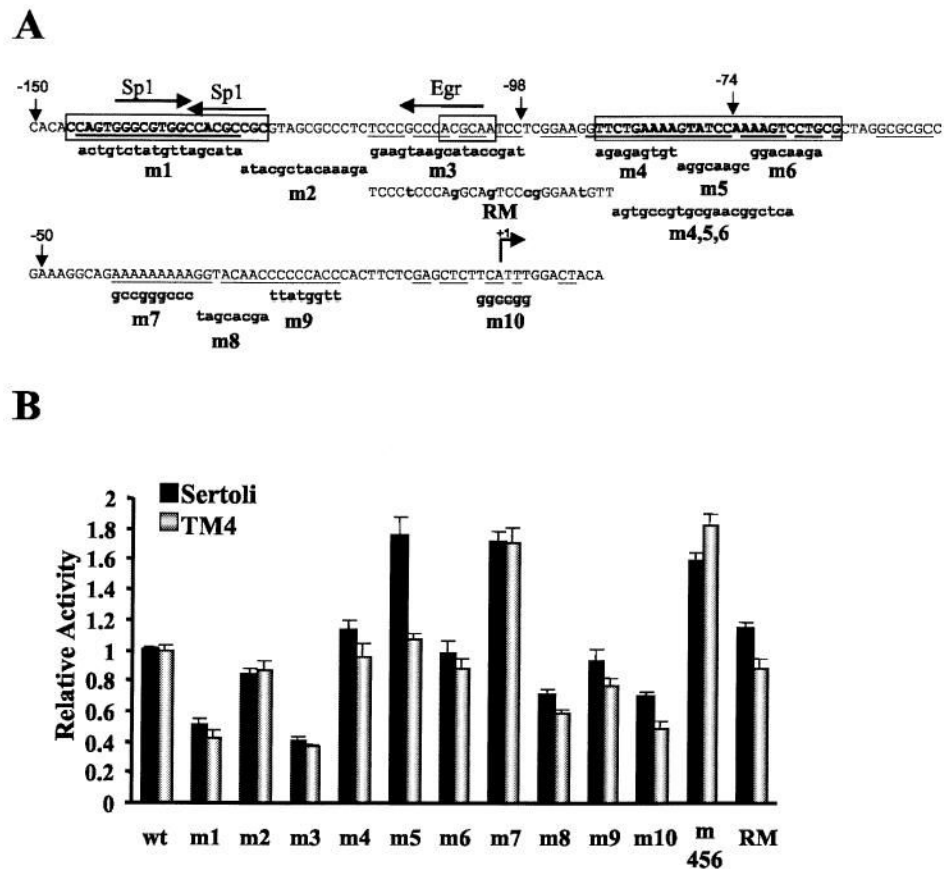 A
-150
Sp1
Sp1
Egr
-98
-74
CACACCAGTGGGCGTGGCCACGCCGCGTAGCGCCCTCTCCCGCCCACGCAATCCTCGGAAGGTTCTGAAAAGTATCCAAAAGTCCTGCGCTAGGCGCGCC
actgtctatgttagcata
gaagtaagcataccgat
agagagtgt
ggacaaga
m1
atacgctacaaaga
m3
m4
aggcaagc
m6
m2
m5
TCCCtCCCAgGCAgTCCcgGGAAtGTT
RM
agtgccgtgcgaacggctca
m4,5,6
-50
+1
GAAAGGCAGAAAAAAAAAGGTACAACCCCCCACCCACTTCTCGAGCTCTTCATTTGGACTACA
gccgggccc
ttatggtt
ggccgg
m7
tagcacga
m9
m10
m8
B
Sertoli
TM4
Relative Activity
2
1.8
1.6
1.4
1.2
1
0.8
0.6
0.4
0.2
0
wt m1 m2 m3 m4 m5 m6 m7 m8 m9 m10 m 456 RM